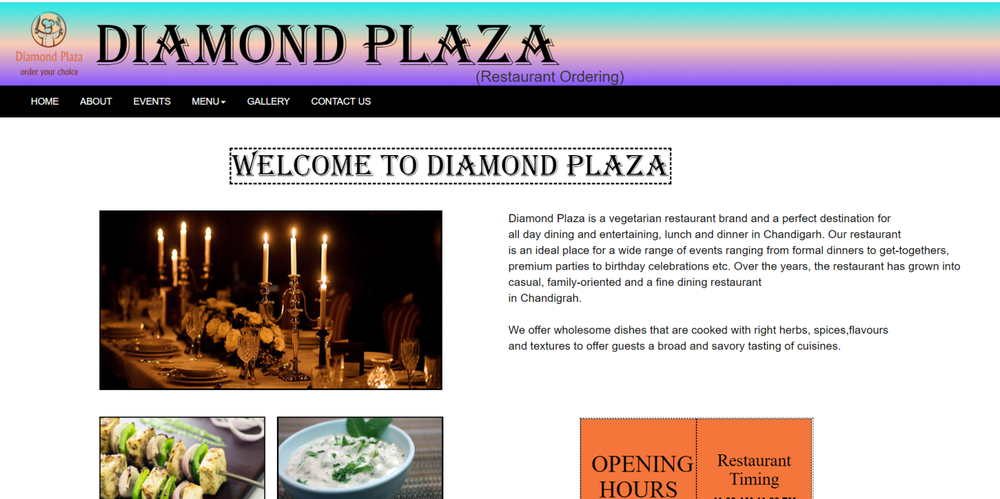 Diamond Plaza
order your choice
DIAMOND PLAZA
(Restaurant Ordering)
HOME ABOUT EVENTS MENU GALLERY CONTACT US
WELCOME TO DIAMOND PLAZA
Diamond Plaza is a vegetarian restaurant brand and a perfect destination for
all day dining and entertaining, lunch and dinner in Chandigarh. Our restaurant
is an ideal place for a wide range of events ranging from formal dinners to get-togethers,
premium parties to birthday celebrations etc. Over the years, the restaurant has grown into
casual, family-oriented and a fine dining restaurant
in Chandigrah.
We offer wholesome dishes that are cooked with right herbs, spices,flavours
and textures to offer guests a broad and savory tasting of cuisines.
OPENING
HOURS
Restaurant
Timing